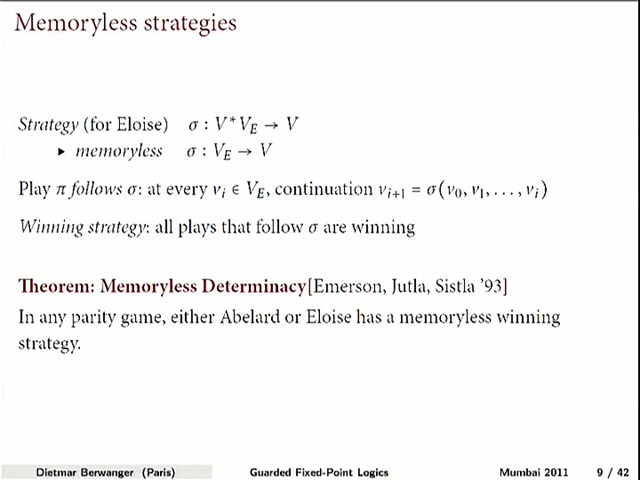 Memoryless strategies
Strategy (for Eloise) σ : V*V_E → V
▸ memoryless σ : V_E → V
Play π follows σ: at every v_i ∈ V_E, continuation v_{i+1} = σ(v_0, v_1, . . . , v_i)
Winning strategy: all plays that follow σ are winning
Theorem: Memoryless Determinacy[Emerson, Jutla, Sistla ’93]
In any parity game, either Abelard or Eloise has a memoryless winning
strategy.
Dietmar Berwanger (Paris) Guarded Fixed-Point Logics Mumbai 2011 9 / 42